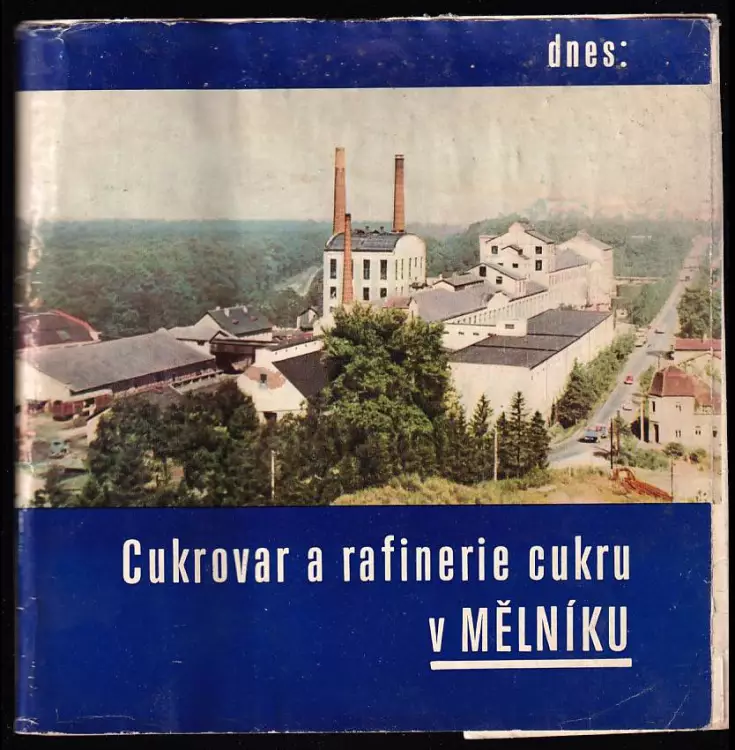 dnes:
Cukrovar a rafinerie cukru
v MĚLNÍKU